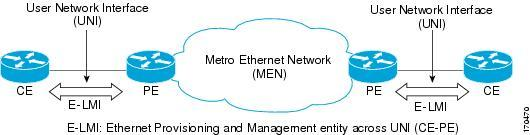 User Network Interface
(UNI)
User Network Interface
(UNI)
Metro Ethernet Network
(MEN)
CE
PE
PE
CE
E-LMI
E-LMI
E-LMI: Ethernet Provisioning and Management entity across UNI (CE-PE)